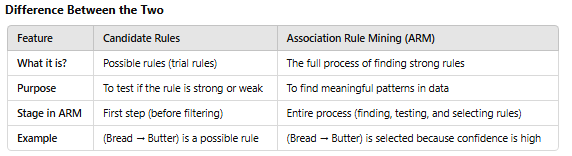 Difference Between the Two
Feature Candidate Rules Association Rule Mining (ARM)
What it is? Possible rules (trial rules) The full process of finding strong rules
Purpose To test if the rule is strong or weak To find meaningful patterns in data
Stage in ARM First step (before filtering) Entire process (finding, testing, and selecting rules)
Example (Bread → Butter) is a possible rule (Bread → Butter) is selected because confidence is high